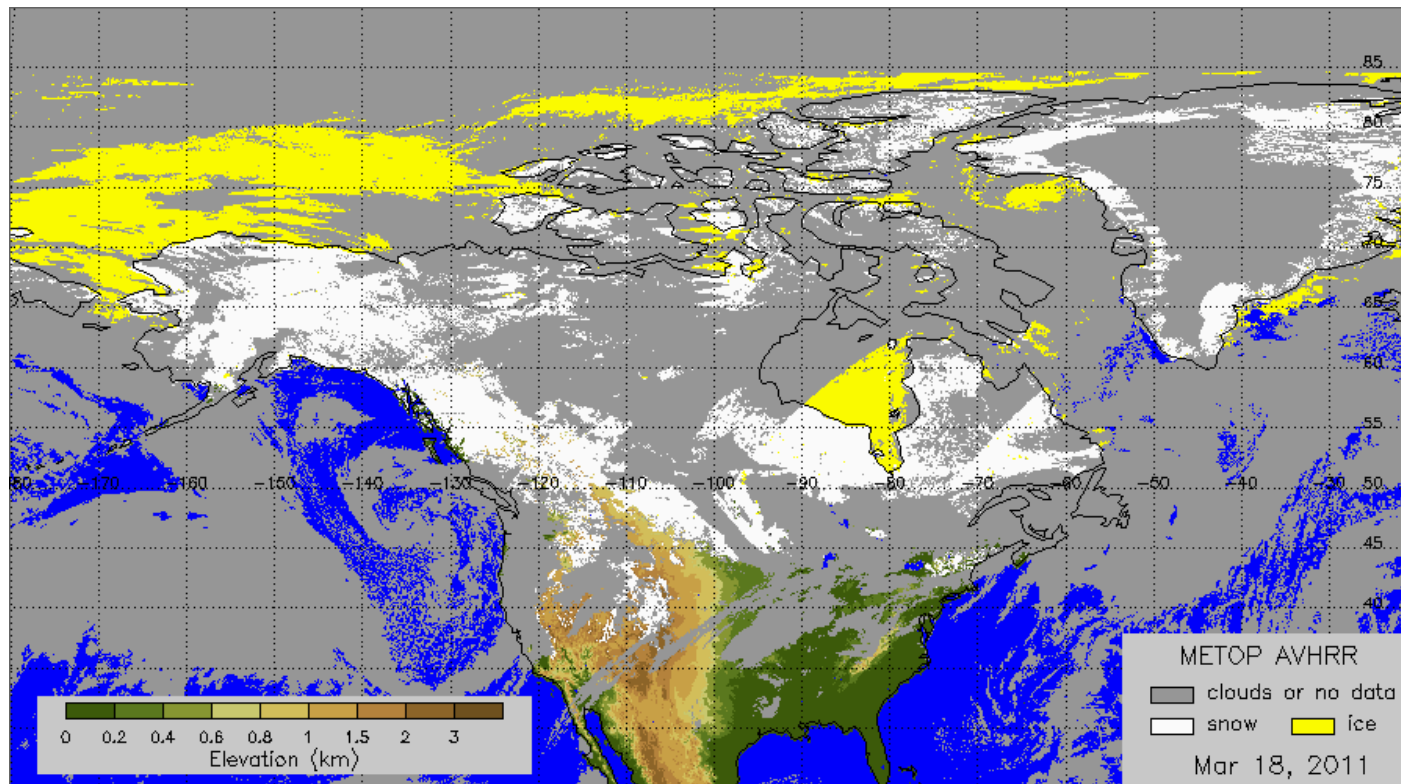 85
80
75
70
65
60
55
-80 -170 -160 -150 -140 -130 -120 -110 -100 -90 -80 -70 -60 -50 -40 -30 50
45
40
METOP AVHRR
clouds or no data
snow ice
Mar 18, 2011
0 0.2 0.4 0.6 0.8 1 1.5 2 3
Elevation (km)